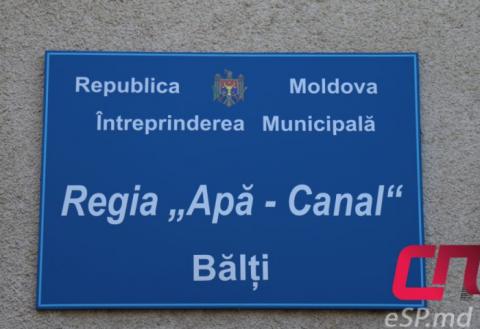 Republica Moldova
Întreprinderea Municipală
Regia „Apă - Canal“
Bălți
СП
eSP.md